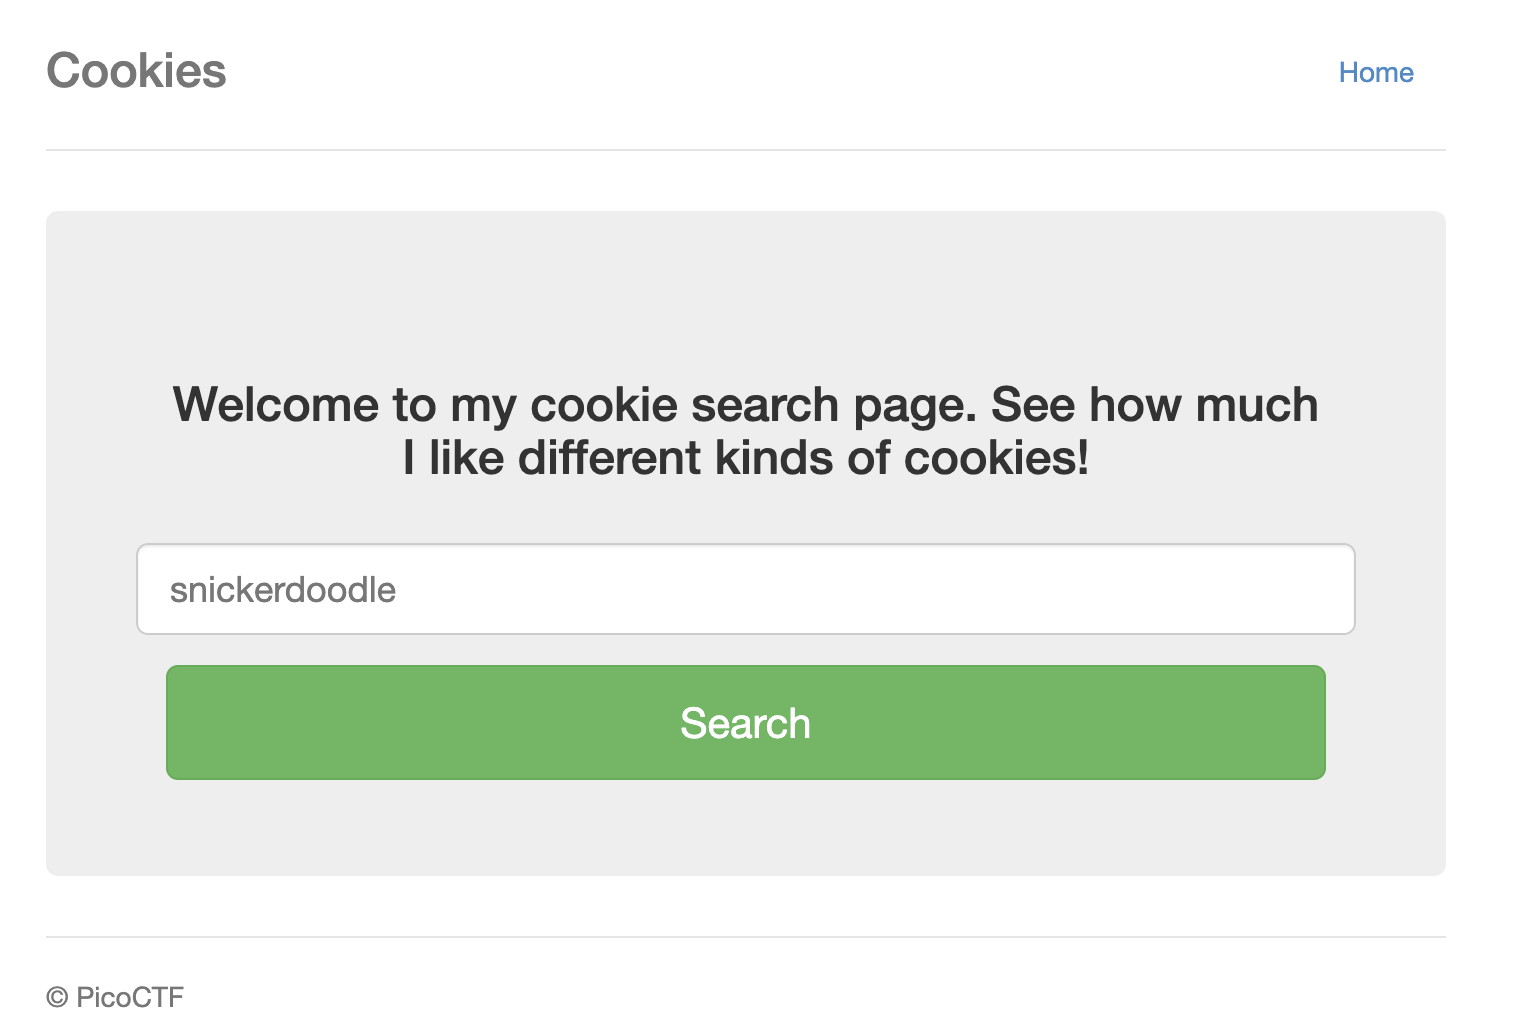 Cookies
Home
Welcome to my cookie search page. See how much
I like different kinds of cookies!
snickerdoodle
Search
© PicoCTF